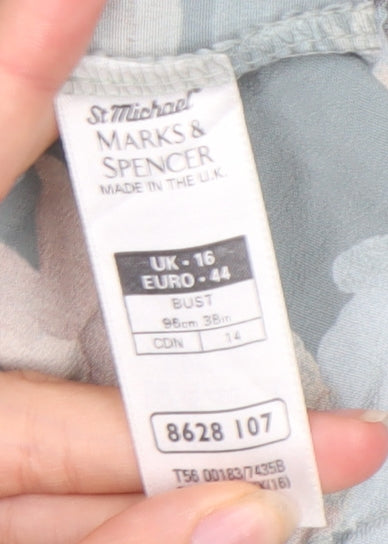 St Michael
MARKS &
SPENCER
MADE IN THE U.K.
UK - 16
EURO - 44
BUST
96cm 38in
CDN 14
8628 107
T56 00183/7435B